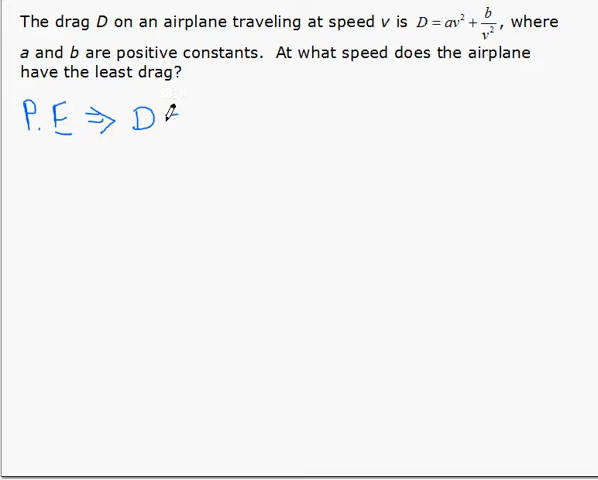 The drag D on an airplane traveling at speed v is D = av² + b/v², where
a and b are positive constants. At what speed does the airplane
have the least drag?
P.E ⇒ D